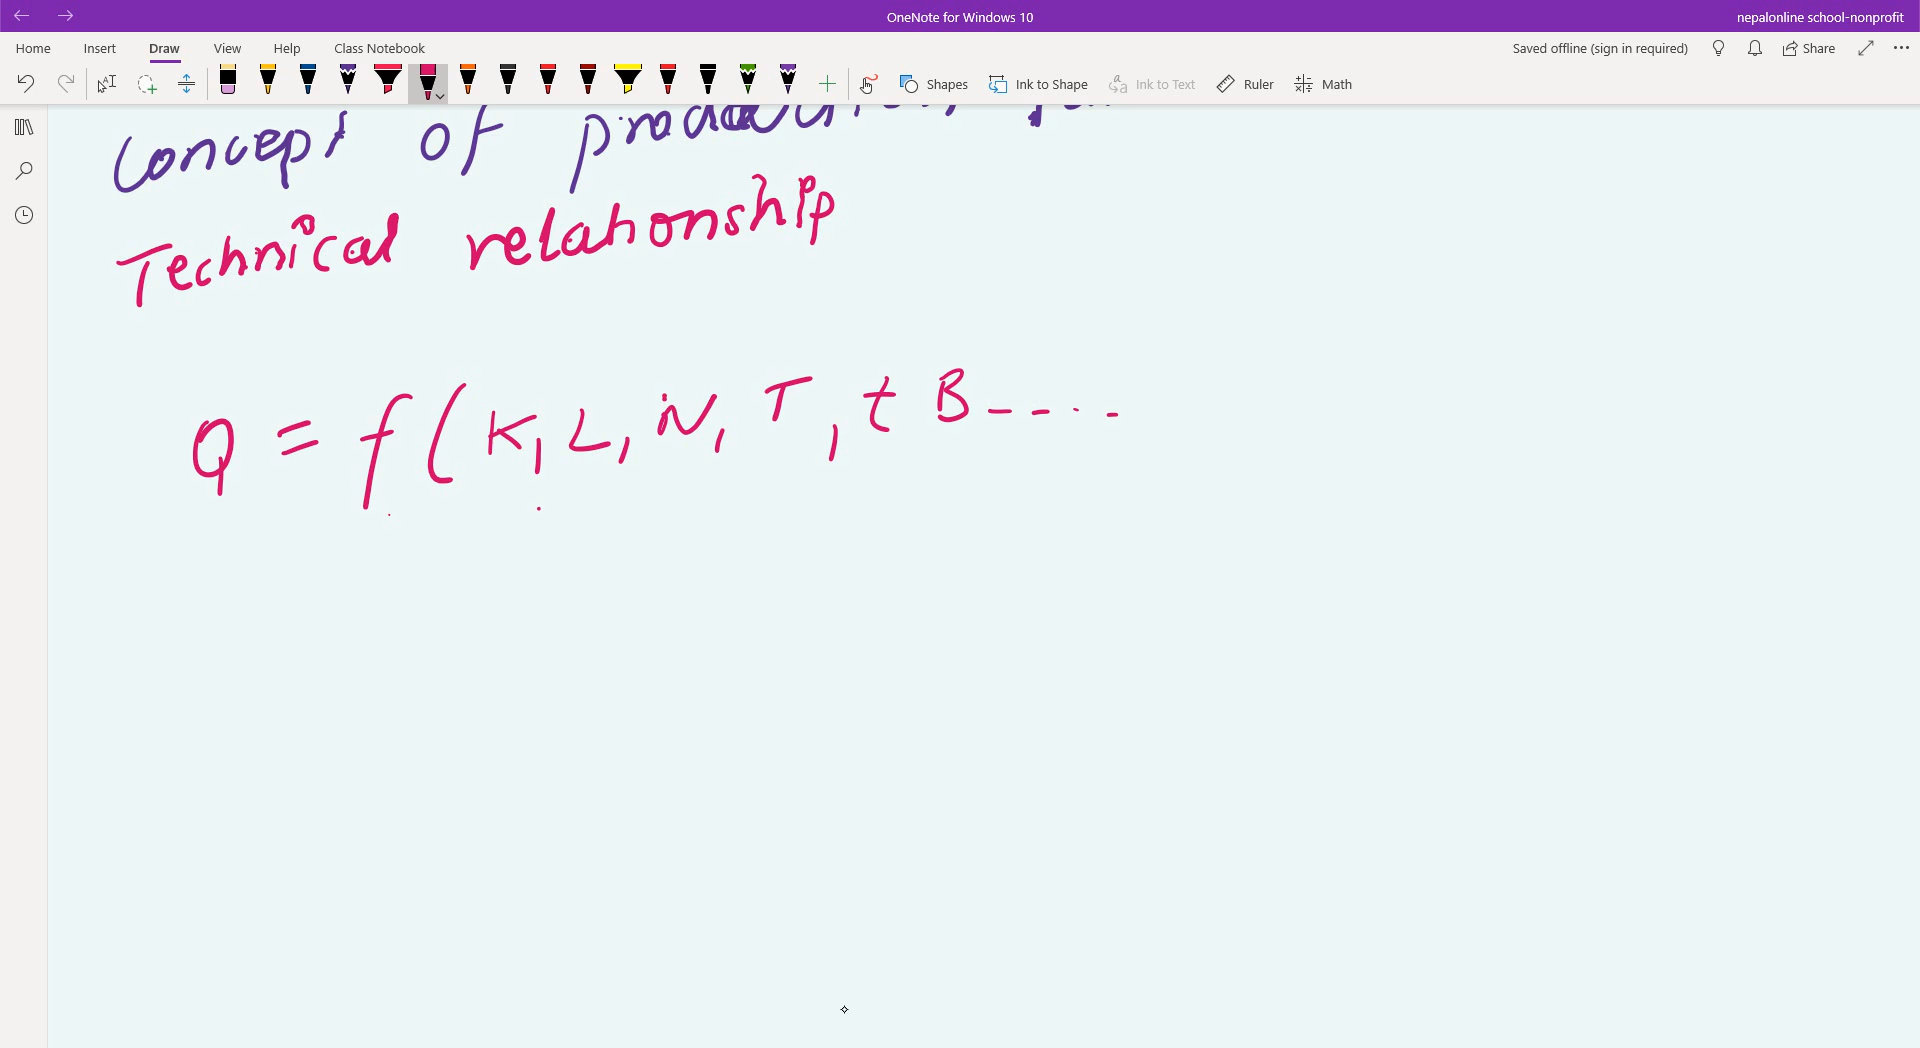 OneNote for Windows 10
nepalonline school-nonprofit
Home Insert Draw View Help Class Notebook
Saved offline (sign in required) Share
Shapes Ink to Shape Ink to Text Ruler Math
Concept of production
Technical relationship
Q = f(K, L, N, T, t B----